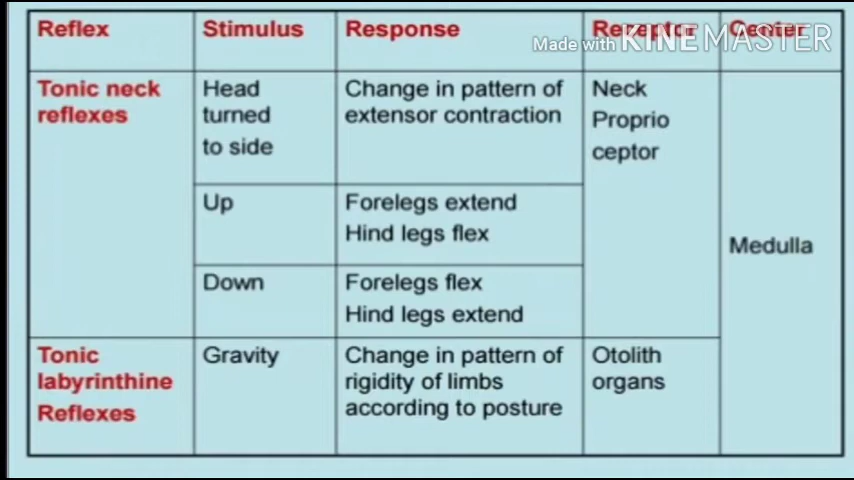 Reflex
Stimulus
Response
Receptor
Center
Made with KINEMASTER
Tonic neck
reflexes
Head
turned
to side
Change in pattern of
extensor contraction
Neck
Proprio
ceptor
Medulla
Up
Forelegs extend
Hind legs flex
Down
Forelegs flex
Hind legs extend
Tonic
labyrinthine
Reflexes
Gravity
Change in pattern of
rigidity of limbs
according to posture
Otolith
organs